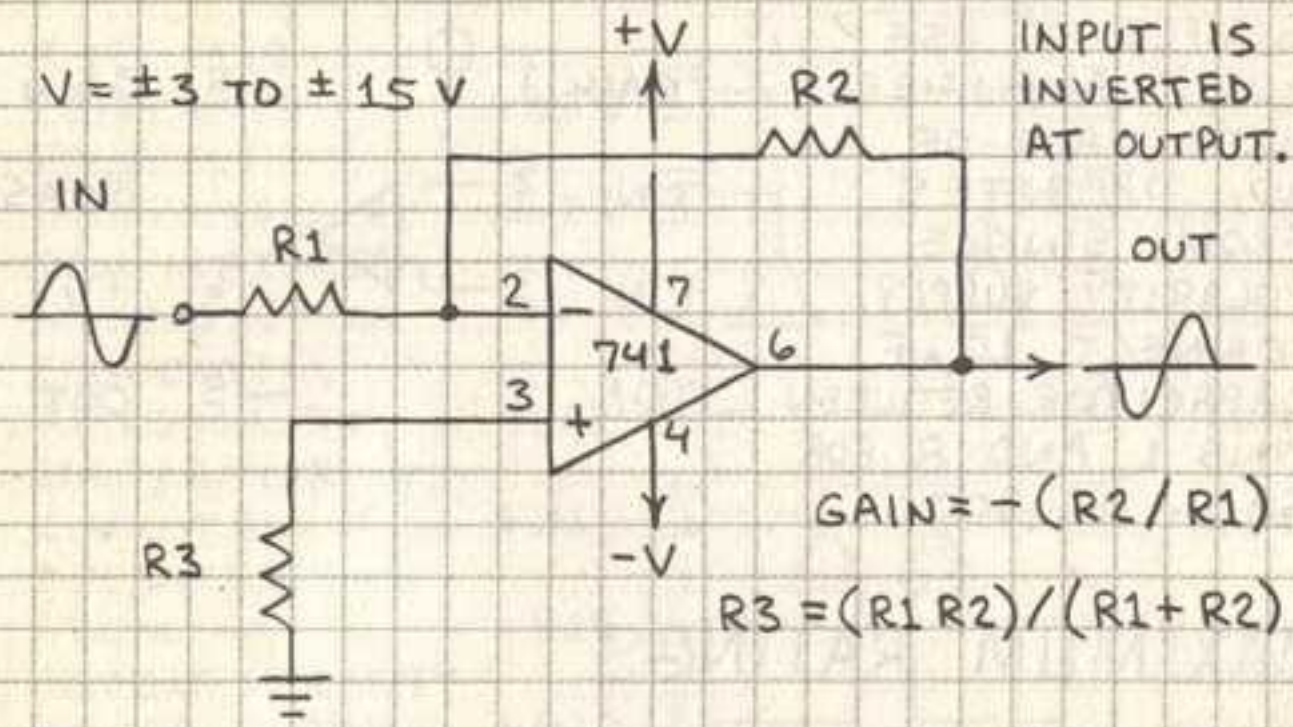 V = ±3 TO ± 15 V
+V
R2
INPUT IS
INVERTED
AT OUTPUT.
IN
R1
OUT
2
-
7
741
6
3
+
4
R3
-V
GAIN = - (R2 / R1)
R3 = (R1 R2) / (R1 + R2)